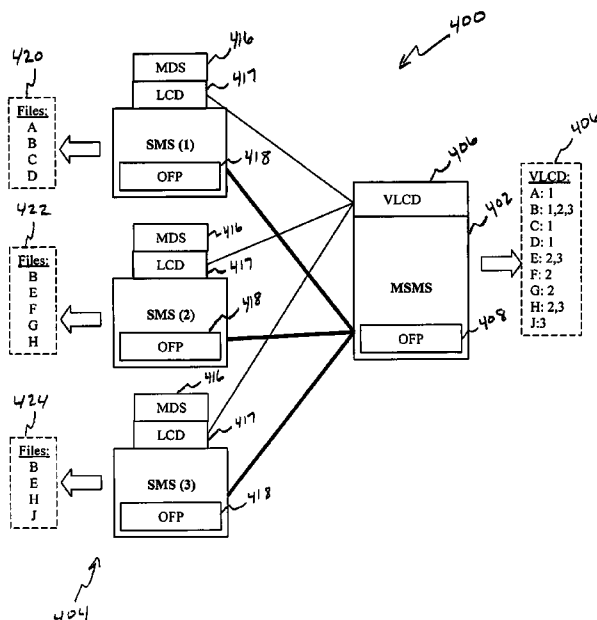 400
420
Files:
A
B
C
D
MDS
416
LCD
417
SMS (1)
OFP
418
422
Files:
B
E
F
G
H
MDS
416
LCD
417
SMS (2)
OFP
418
424
Files:
B
E
H
J
416
MDS
LCD
417
SMS (3)
OFP
418
404
406
VLCD
402
MSMS
OFP
408
406
VLCD:
A: 1
B: 1,2,3
C: 1
D: 1
E: 2,3
F: 2
G: 2
H: 2,3
J:3